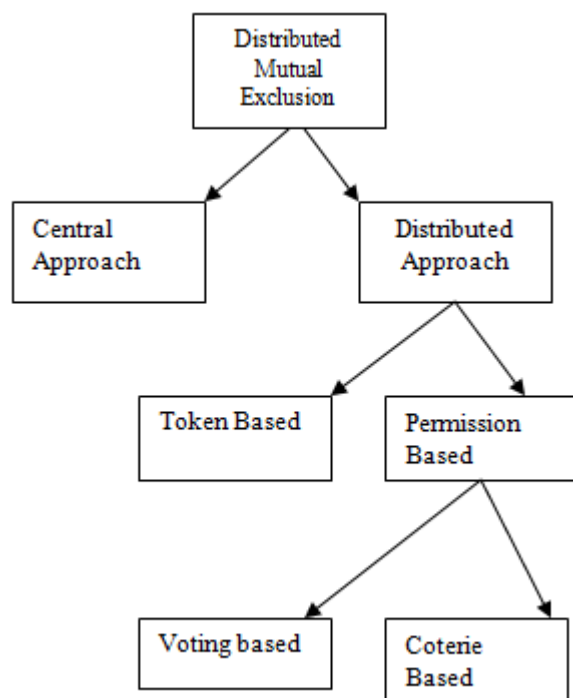 Distributed
Mutual
Exclusion
Central
Approach
Distributed
Approach
Token Based
Permission
Based
Voting based
Coterie
Based